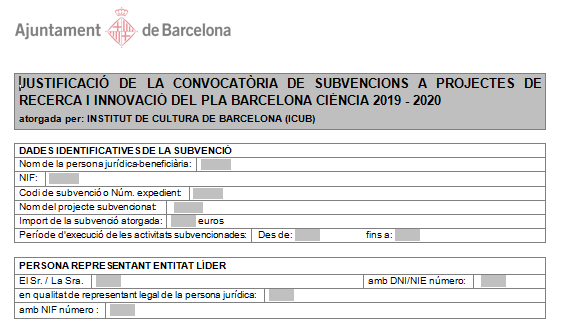 Ajuntament de Barcelona
JUSTIFICACIÓ DE LA CONVOCATÒRIA DE SUBVENCIONS A PROJECTES DE
RECERCA I INNOVACIÓ DEL PLA BARCELONA CIÈNCIA 2019 - 2020
atorgada per: INSTITUT DE CULTURA DE BARCELONA (ICUB)
DADES IDENTIFICATIVES DE LA SUBVENCIÓ
Nom de la persona jurídica-beneficiària:
NIF:
Codi de subvenció o Núm. expedient:
Nom del projecte subvencionat:
Import de la subvenció atorgada: euros
Període d'execució de les activitats subvencionades: Des de: fins a:
PERSONA REPRESENTANT ENTITAT LÍDER
El Sr. / La Sra. amb DNI/NIE número:
en qualitat de representant legal de la persona jurídica:
amb NIF número :